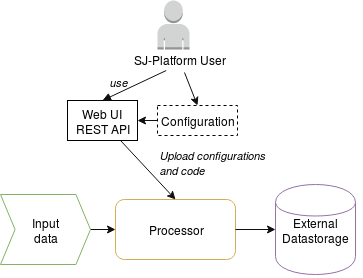 SJ-Platform User
use
Web UI
REST API
Configuration
Upload configurations
and code
Input
data
Processor
External
Datastorage